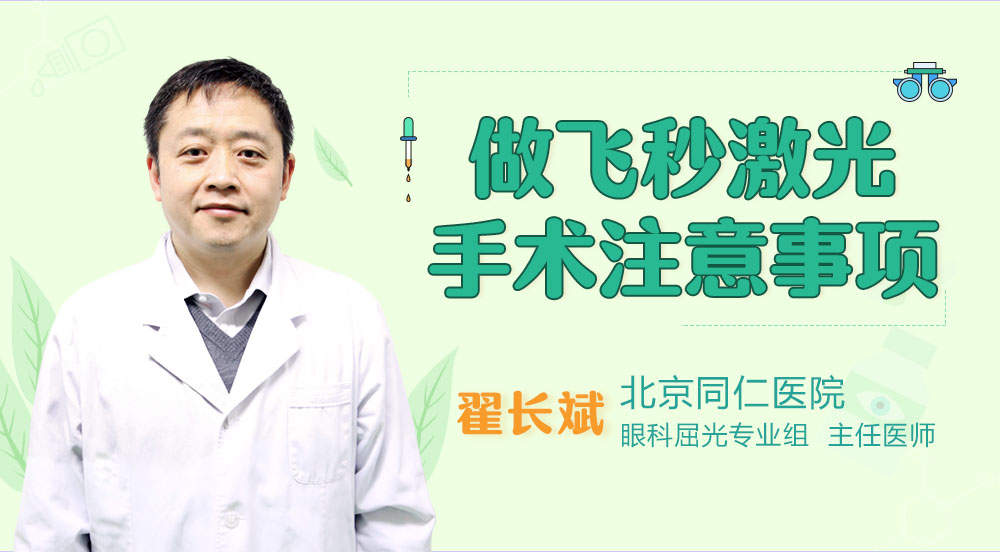 做飞秒激光
手术注意事项
翟长斌
北京同仁医院
眼科屈光专业组 主任医师